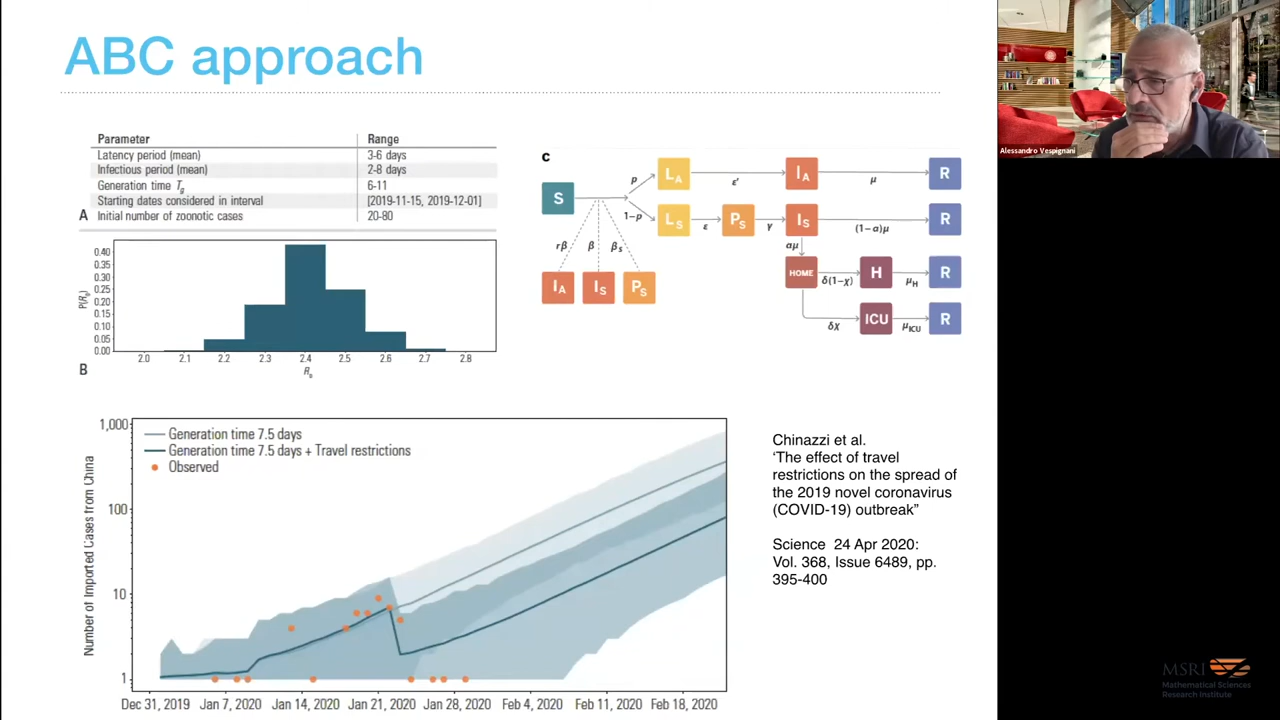 ABC approach
Parameter Range
Latency period (mean) 3-6 days
Infectious period (mean) 2-8 days
Generation time Tg 6-11
Starting dates considered in interval [2019-11-15, 2019-12-01]
Initial number of zoonotic cases 20-80
A
0.40
0.35
0.30
0.25
0.20
0.15
0.10
0.05
0.00
P(R0)
2.0 2.1 2.2 2.3 2.4 2.5 2.6 2.7 2.8
R0
B
c
S
p
LA
ε'
IA
μ
R
1-p
LS
ε
PS
γ
IS
(1-α)μ
R
rβ β βs
IA IS PS
αμ
HOME
δ(1-χ)
H
μH
R
δχ
ICU
μICU
R
Number of Imported Cases from China
1,000
100
10
1
Generation time 7.5 days
Generation time 7.5 days + Travel restrictions
Observed
Dec 31, 2019 Jan 7, 2020 Jan 14, 2020 Jan 21, 2020 Jan 28, 2020 Feb 4, 2020 Feb 11, 2020 Feb 18, 2020
Chinazzi et al.
‘The effect of travel
restrictions on the spread of
the 2019 novel coronavirus
(COVID-19) outbreak”
Science 24 Apr 2020:
Vol. 368, Issue 6489, pp.
395-400
Alessandro Vespignani
MSRI
Mathematical Sciences
Research Institute